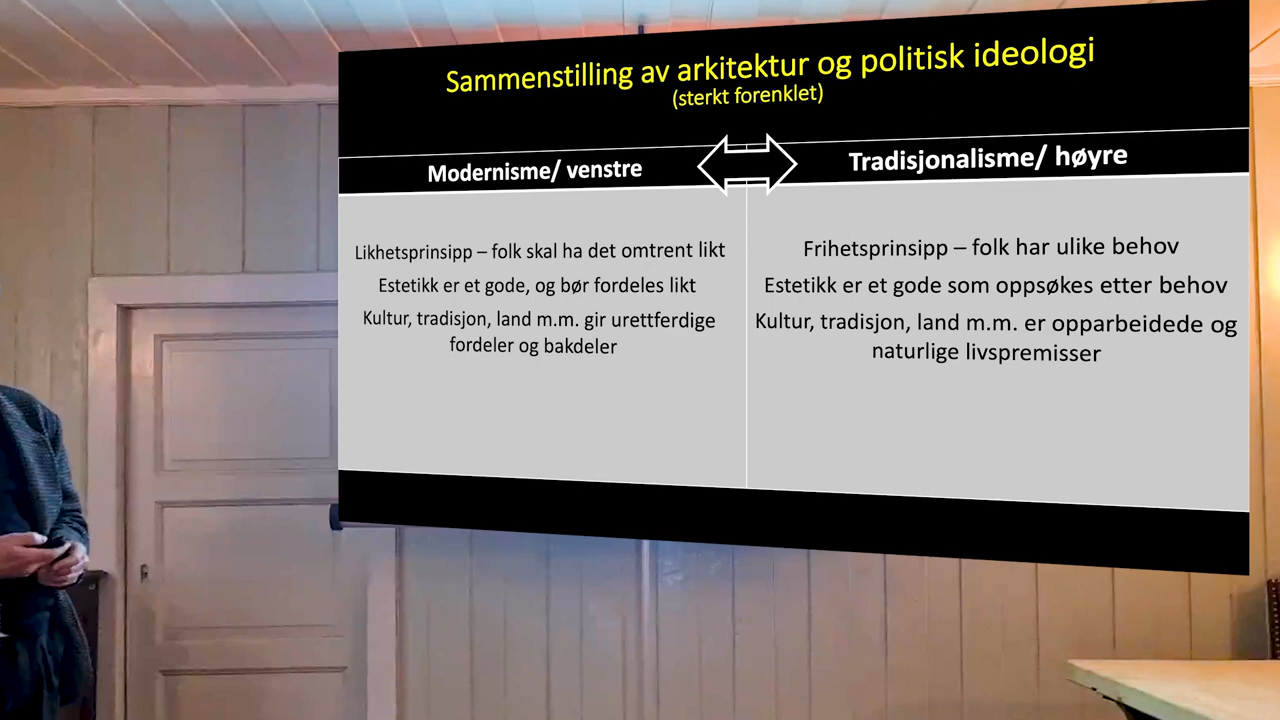 Sammenstilling av arkitektur og politisk ideologi
(sterkt forenklet)
Modernisme/ venstre
Tradisjonalisme/ høyre
Likhetsprinsipp – folk skal ha det omtrent likt
Estetikk er et gode, og bør fordeles likt
Kultur, tradisjon, land m.m. gir urettferdige
fordeler og bakdeler
Frihetsprinsipp – folk har ulike behov
Estetikk er et gode som oppsøkes etter behov
Kultur, tradisjon, land m.m. er opparbeidede og
naturlige livspremisser